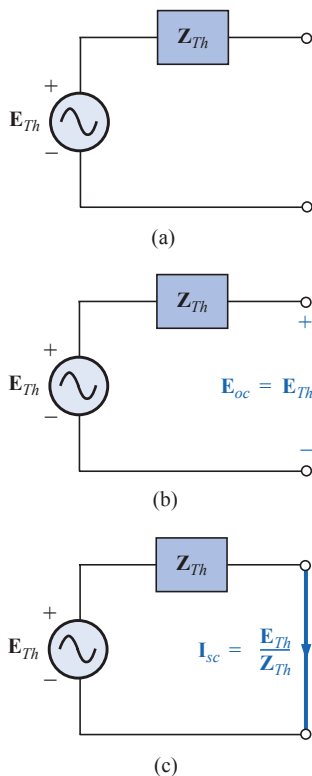 Z_Th
+
E_Th
−
(a)
Z_Th
+
+
E_Th
E_oc = E_Th
−
−
(b)
Z_Th
+
E_Th
I_sc = E_Th / Z_Th
−
(c)